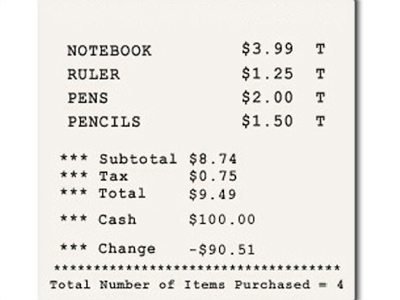 NOTEBOOK $3.99 T
RULER $1.25 T
PENS $2.00 T
PENCILS $1.50 T
*** Subtotal $8.74
*** Tax $0.75
*** Total $9.49
*** Cash $100.00
*** Change -$90.51
************************************
Total Number of Items Purchased = 4